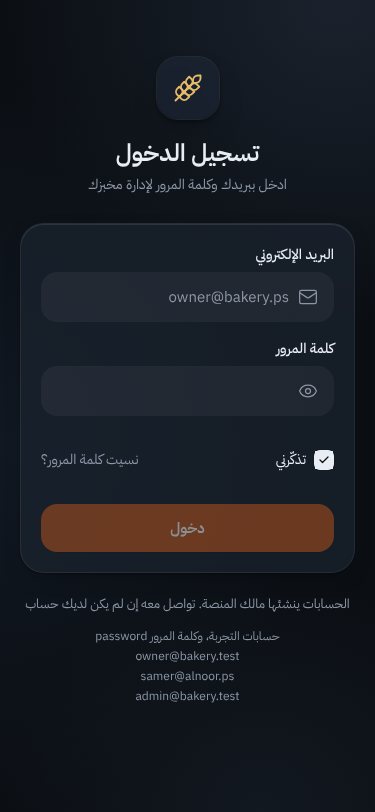 تسجيل الدخول
ادخل ببريدك وكلمة المرور لإدارة مخبزك
البريد الإلكتروني
owner@bakery.ps
كلمة المرور
تذكّرني
نسيت كلمة المرور؟
دخول
الحسابات ينشئها مالك المنصة. تواصل معه إن لم يكن لديك حساب
حسابات التجربة، وكلمة المرور password
owner@bakery.test
samer@alnoor.ps
admin@bakery.test